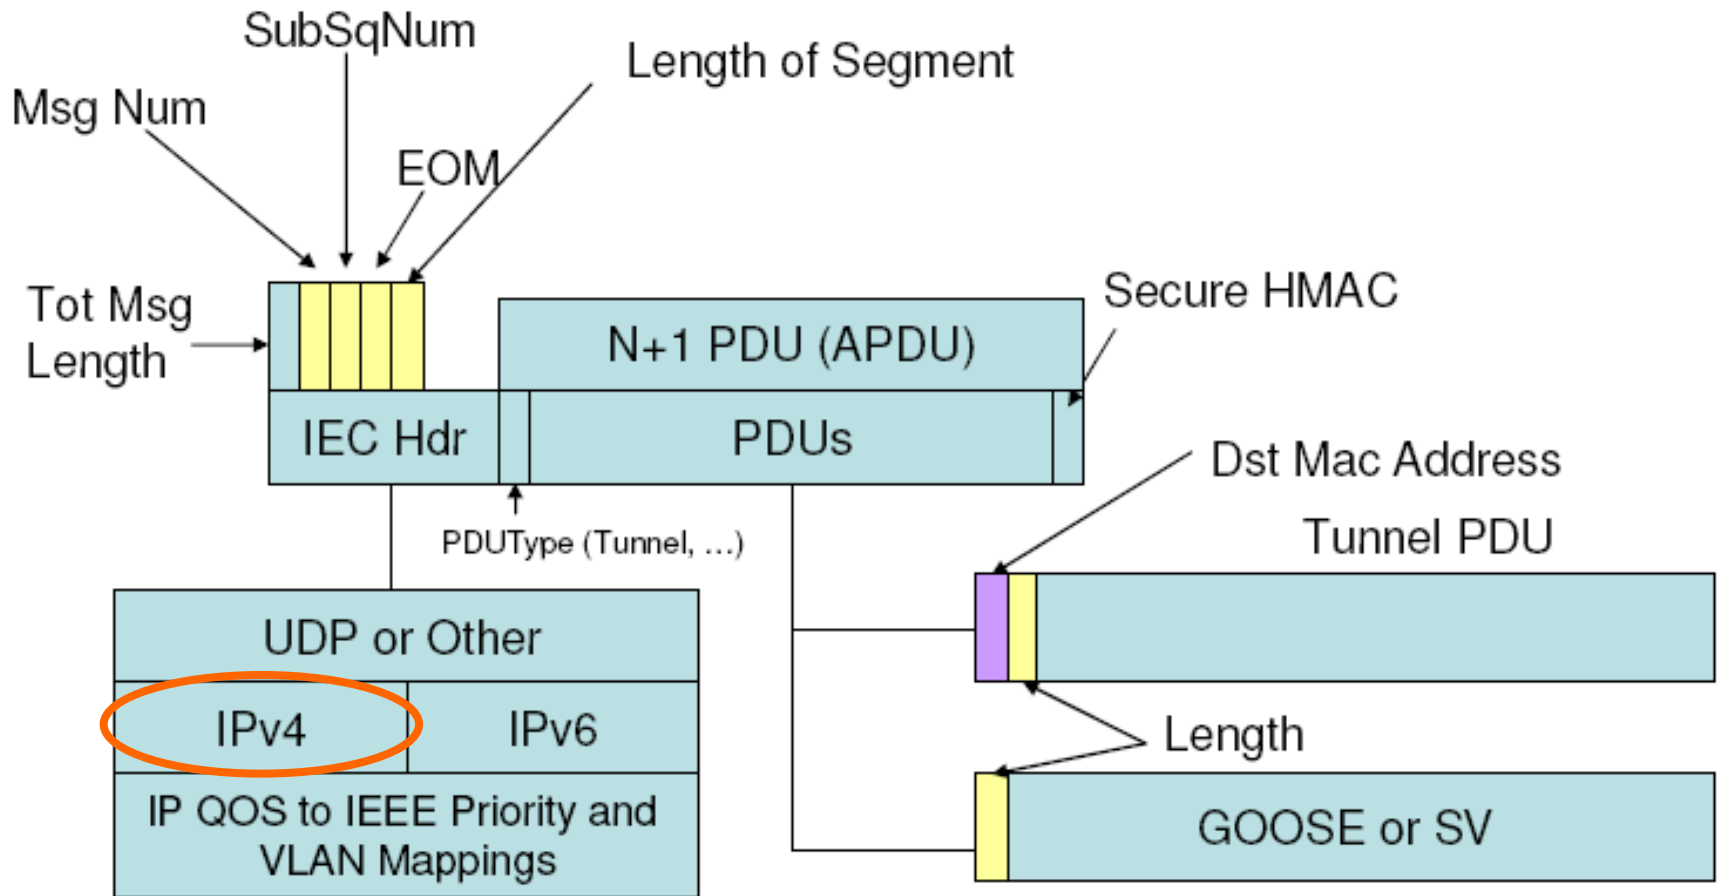 SubSqNum
Length of Segment
Msg Num
EOM
Tot Msg
Length
N+1 PDU (APDU)
Secure HMAC
IEC Hdr
PDUs
PDUType (Tunnel, ...)
Dst Mac Address
Tunnel PDU
UDP or Other
IPv4
IPv6
IP QOS to IEEE Priority and
VLAN Mappings
Length
GOOSE or SV